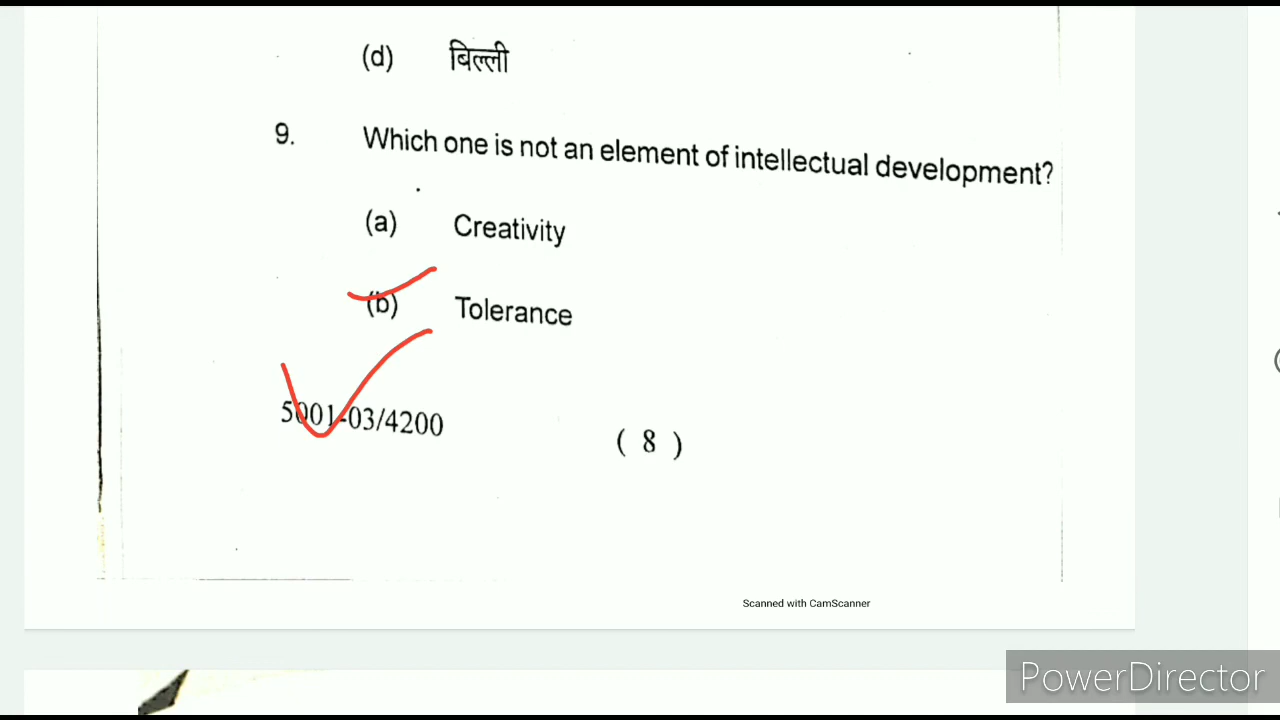 (d) बिल्ली
9. Which one is not an element of intellectual development?
(a) Creativity
(b) Tolerance
5001-03/4200
( 8 )
Scanned with CamScanner
PowerDirector